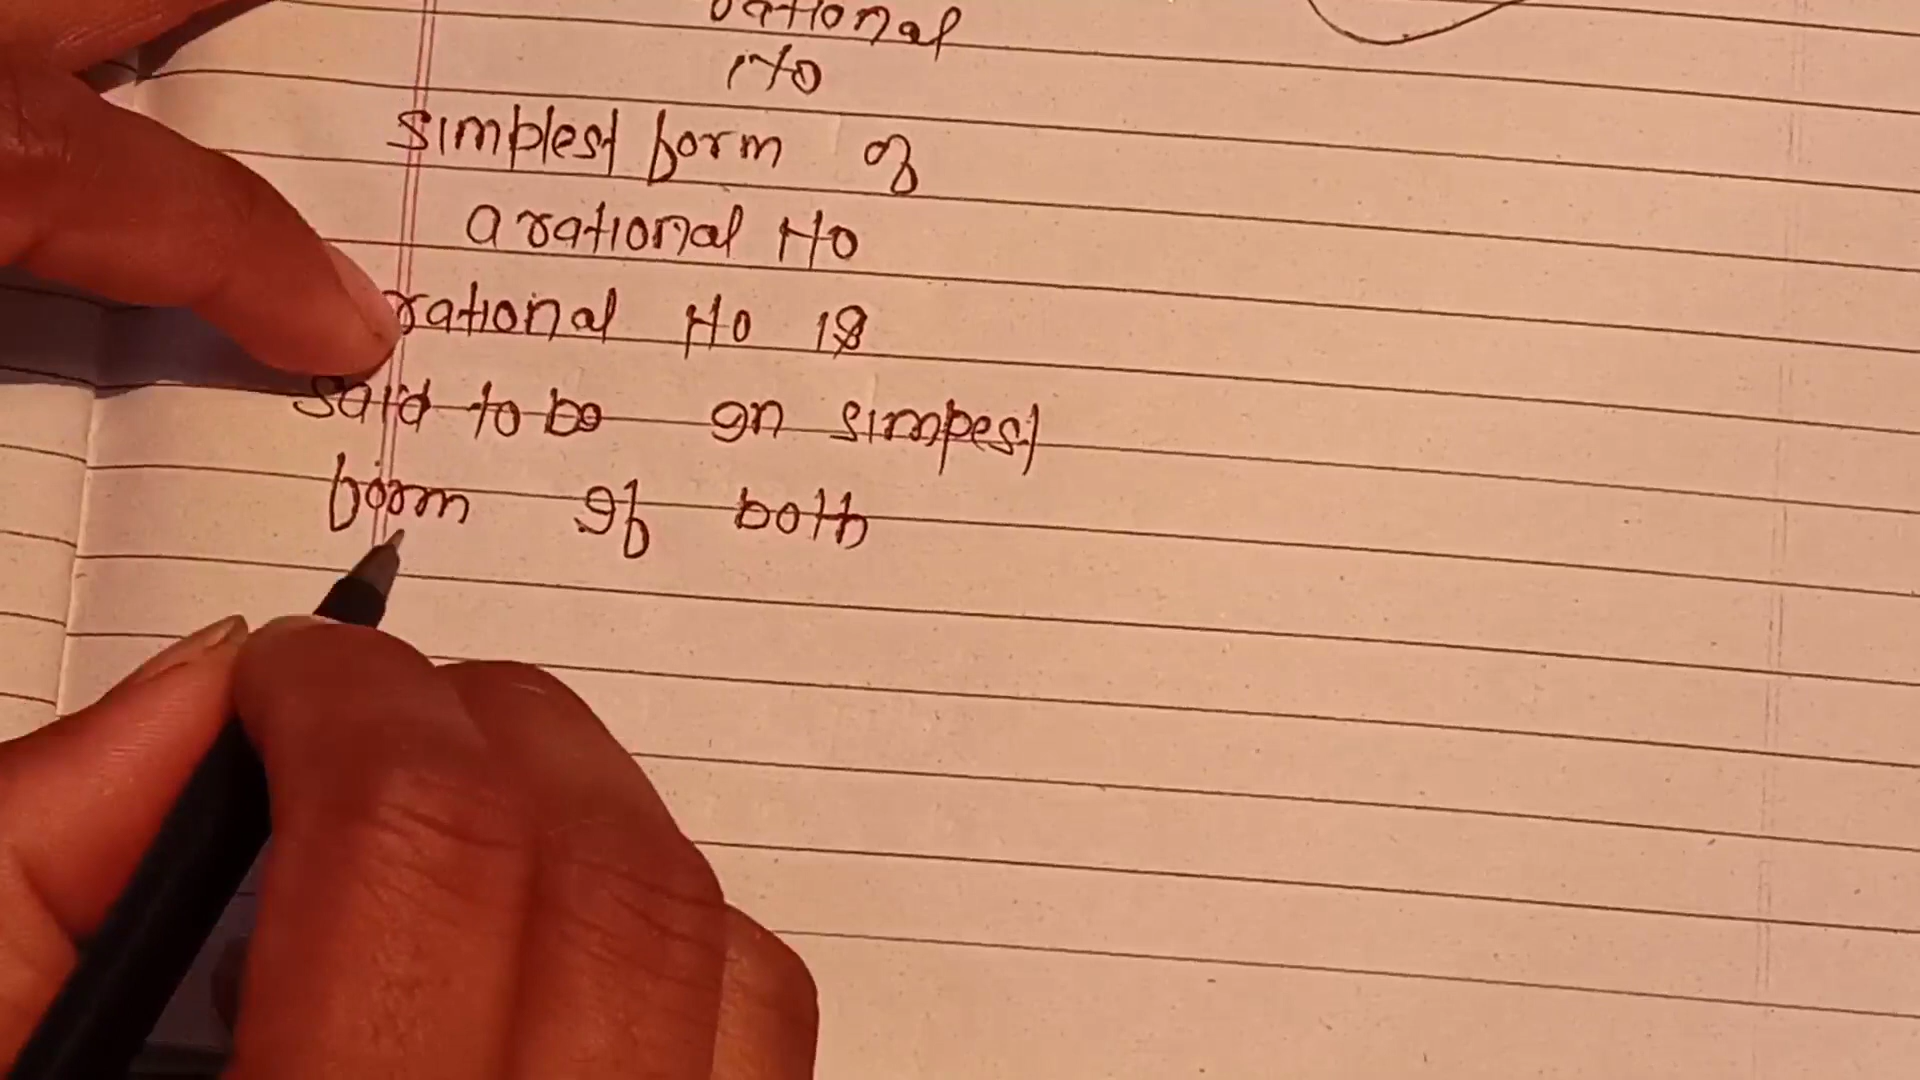 rational
No
simplest form of
a rational No
rational No is
said to be in simpest
form if both